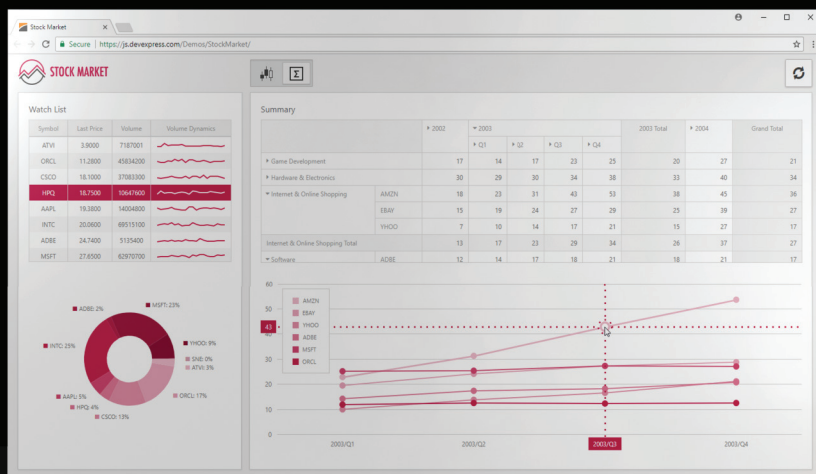 Stock Market
Secure https://js.devexpress.com/Demos/StockMarket/
STOCK MARKET
Σ
Watch List
Symbol Last Price Volume Volume Dynamics
ATVI 3.9000 7187001
ORCL 11.2800 45834200
CSCO 18.1000 37083300
HPQ 18.7500 10647600
AAPL 19.3800 14004800
INTC 20.0600 69515100
ADBE 24.7400 5135400
MSFT 27.6500 62970700
ADBE: 2%
MSFT: 23%
INTC: 25%
YHOO: 9%
SNE: 0%
ATVI: 3%
AAPL: 5%
ORCL: 17%
HPQ: 4%
CSCO: 13%
Summary
2002 2003 2003 Total 2004 Grand Total
Q1 Q2 Q3 Q4
Game Development 17 14 17 23 25 20 27 21
Hardware & Electronics 30 29 30 34 38 33 40 34
Internet & Online Shopping AMZN 18 23 31 43 53 38 45 36
EBAY 15 19 24 27 29 25 39 27
YHOO 7 10 14 17 21 15 27 17
Internet & Online Shopping Total 13 17 23 29 34 26 37 27
Software ADBE 12 14 17 18 21 18 21 17
60
50
43
30
20
10
0
AMZN
EBAY
YHOO
ADBE
MSFT
ORCL
2003/Q1 2003/Q2 2003/Q3 2003/Q4